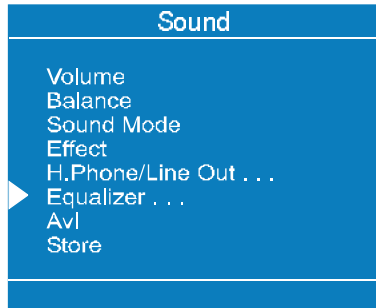 Sound
Volume
Balance
Sound Mode
Effect
H.Phone/Line Out . . .
Equalizer . . .
Avl
Store